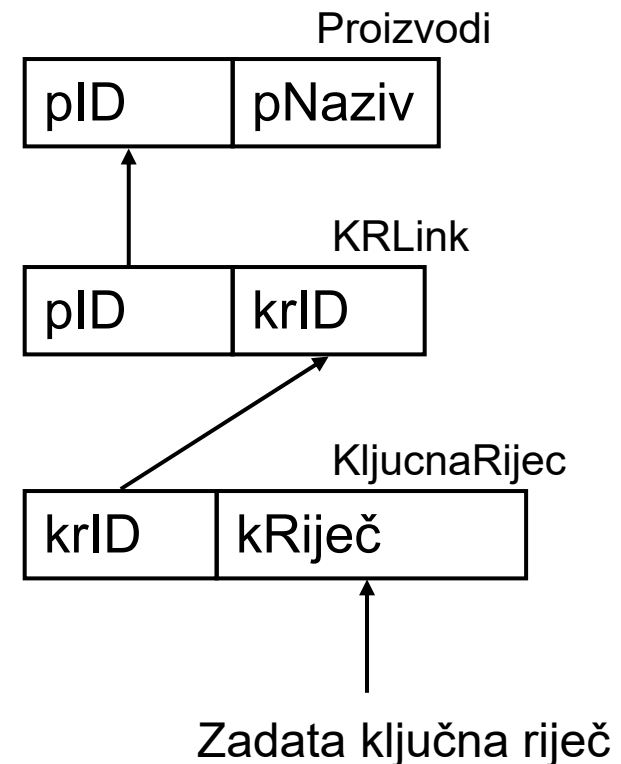 Proizvodi
pID pNaziv
KRLink
pID krID
KljucnaRijec
krID kRiječ
Zadata ključna riječ